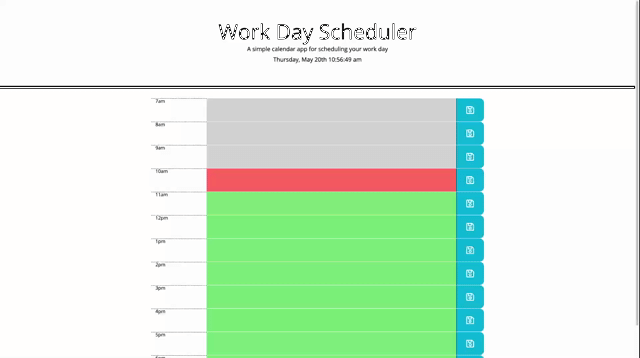 Work Day Scheduler
A simple calendar app for scheduling your work day
Thursday, May 20th 10:56:49 am
7am
8am
9am
10am
11am
12pm
1pm
2pm
3pm
4pm
5pm